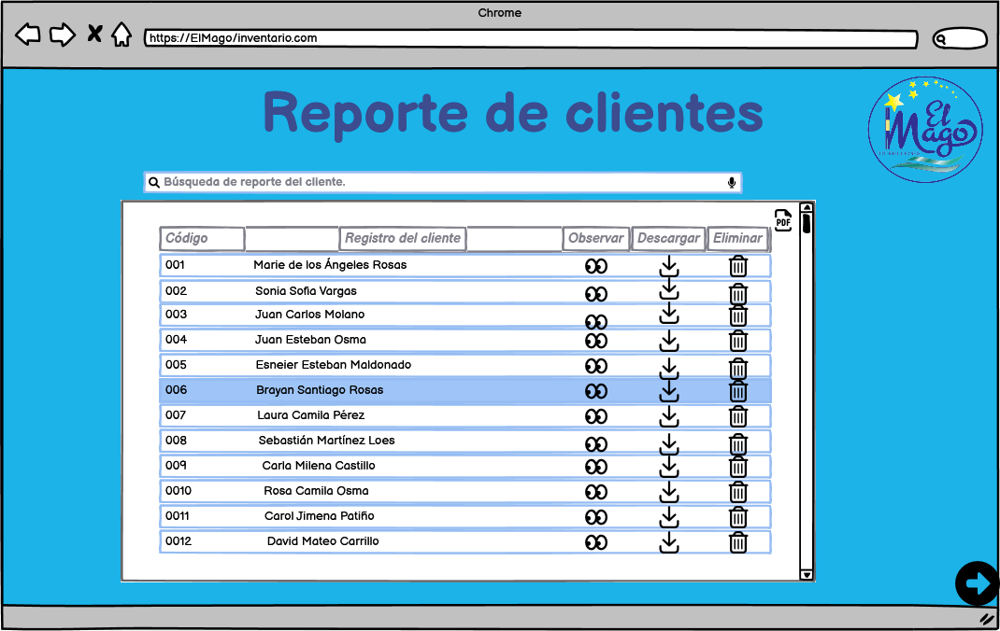 Chrome
https://ElMago/inventario.com
Reporte de clientes
El
Mago
Búsqueda de reporte del cliente.
PDF
Código Registro del cliente Observar Descargar Eliminar
001 Marie de los Ángeles Rosas
002 Sonia Sofia Vargas
003 Juan Carlos Molano
004 Juan Esteban Osma
005 Esneier Esteban Maldonado
006 Brayan Santiago Rosas
007 Laura Camila Pérez
008 Sebastián Martínez Loes
009 Carla Milena Castillo
0010 Rosa Camila Osma
0011 Carol Jimena Patiño
0012 David Mateo Carrillo